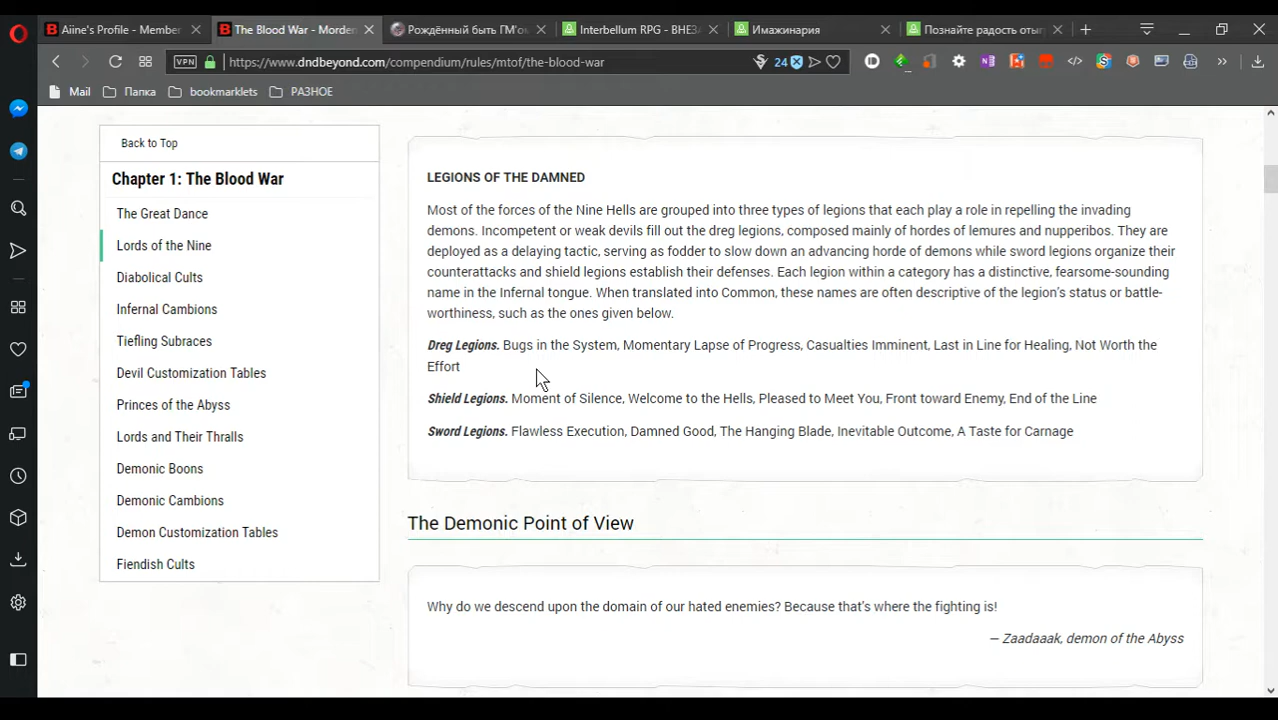 Aiine's Profile - Member
The Blood War - Morden
Рождённый быть ГМ'о
Interbellum RPG - ВНЕЗ
Имажинария
Познайте радость отыг
VPN
https://www.dndbeyond.com/compendium/rules/mtof/the-blood-war
24
Mail
Папка
bookmarklets
РАЗНОЕ
Back to Top
Chapter 1: The Blood War
The Great Dance
Lords of the Nine
Diabolical Cults
Infernal Cambions
Tiefling Subraces
Devil Customization Tables
Princes of the Abyss
Lords and Their Thralls
Demonic Boons
Demonic Cambions
Demon Customization Tables
Fiendish Cults
LEGIONS OF THE DAMNED
Most of the forces of the Nine Hells are grouped into three types of legions that each play a role in repelling the invading
demons. Incompetent or weak devils fill out the dreg legions, composed mainly of hordes of lemures and nupperibos. They are
deployed as a delaying tactic, serving as fodder to slow down an advancing horde of demons while sword legions organize their
counterattacks and shield legions establish their defenses. Each legion within a category has a distinctive, fearsome-sounding
name in the Infernal tongue. When translated into Common, these names are often descriptive of the legion's status or battle-
worthiness, such as the ones given below.
Dreg Legions. Bugs in the System, Momentary Lapse of Progress, Casualties Imminent, Last in Line for Healing, Not Worth the
Effort
Shield Legions. Moment of Silence, Welcome to the Hells, Pleased to Meet You, Front toward Enemy, End of the Line
Sword Legions. Flawless Execution, Damned Good, The Hanging Blade, Inevitable Outcome, A Taste for Carnage
The Demonic Point of View
Why do we descend upon the domain of our hated enemies? Because that's where the fighting is!
— Zaadaaak, demon of the Abyss